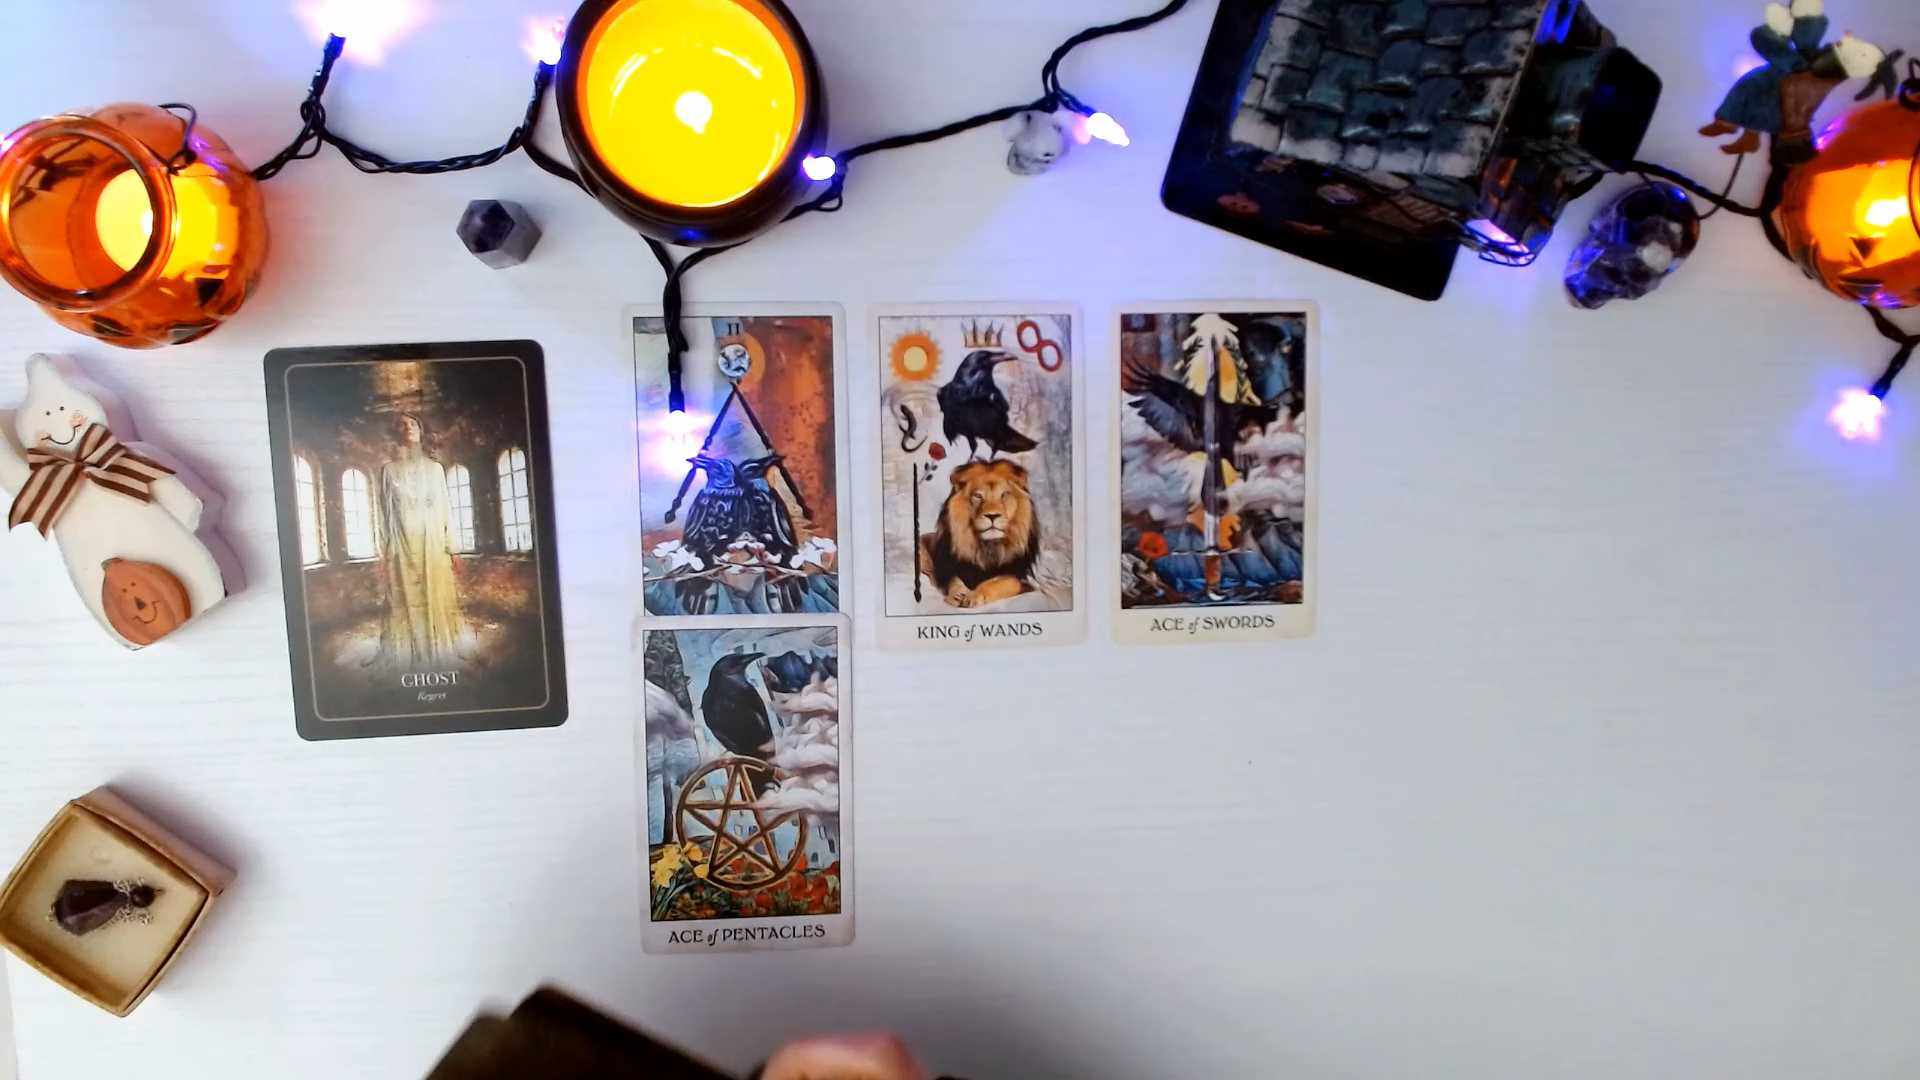 GHOST
Regret
II
KING of WANDS
ACE of SWORDS
ACE of PENTACLES